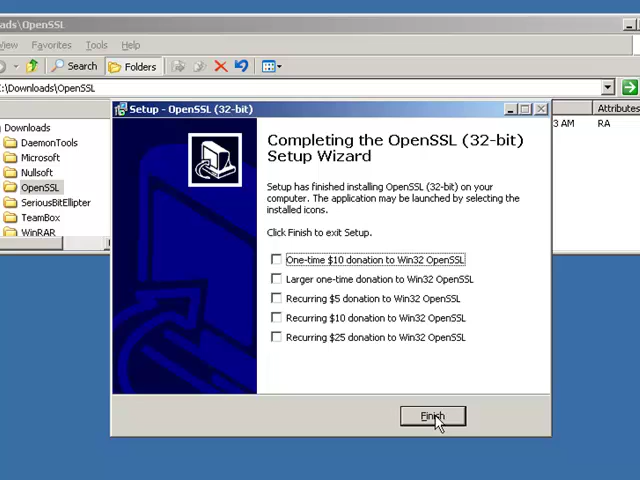 ads\OpenSSL
View Favorites Tools Help
Search Folders
:\Downloads\OpenSSL
Setup - OpenSSL (32-bit)
Attributes
Downloads
3 AM RA
DaemonTools
Microsoft
Nullsoft
OpenSSL
SeriousBitEllipter
TeamBox
WinRAR
Completing the OpenSSL (32-bit)
Setup Wizard
Setup has finished installing OpenSSL (32-bit) on your
computer. The application may be launched by selecting the
installed icons.
Click Finish to exit Setup.
One-time $10 donation to Win32 OpenSSL
Larger one-time donation to Win32 OpenSSL
Recurring $5 donation to Win32 OpenSSL
Recurring $10 donation to Win32 OpenSSL
Recurring $25 donation to Win32 OpenSSL
Finish